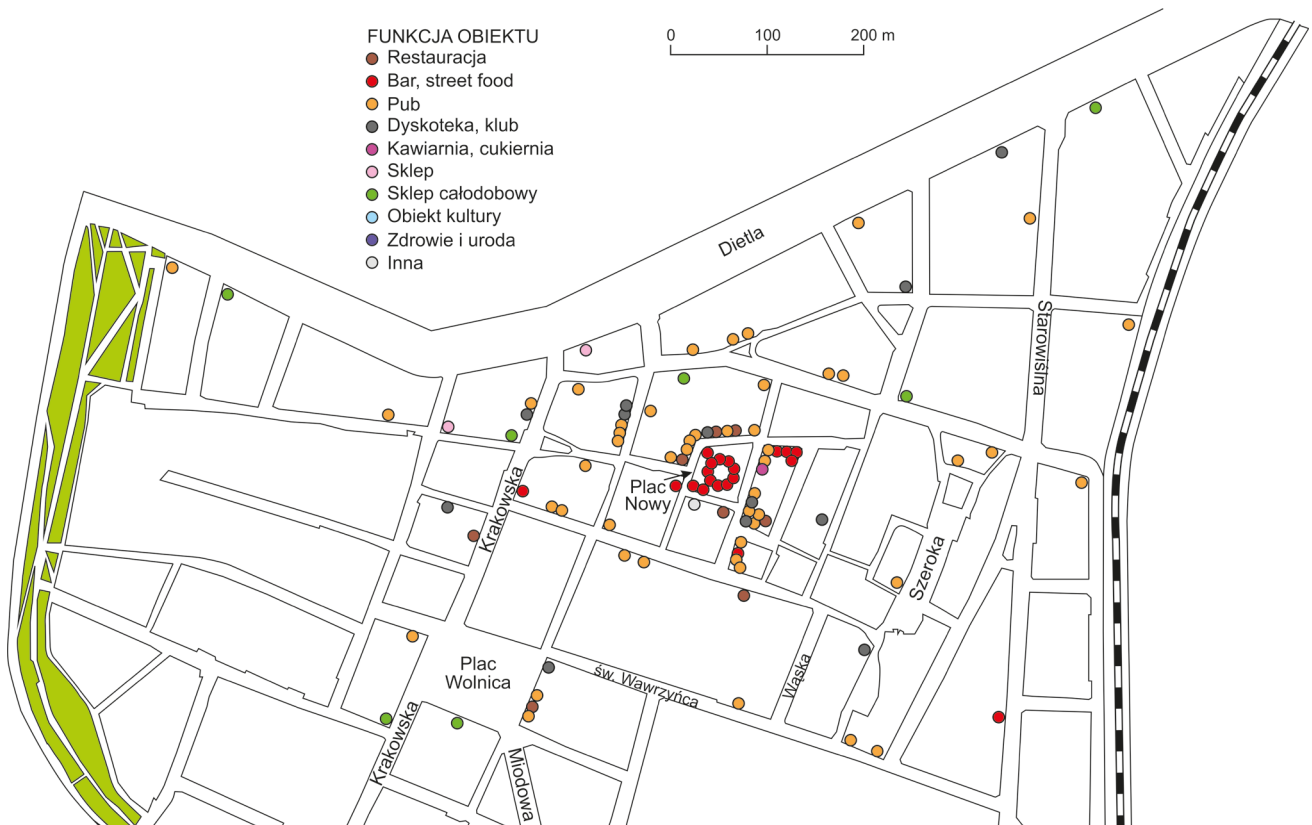 FUNKCJA OBIEKTU
Restauracja
Bar, street food
Pub
Dyskoteka, klub
Kawiarnia, cukiernia
Sklep
Sklep całodobowy
Obiekt kultury
Zdrowie i uroda
Inna
0 100 200 m
Dietla
Starowiślna
Krakowska
Plac
Nowy
Szeroka
Plac
Wolnica
św. Wawrzyńca
Wąska
Krakowska
Miodowa